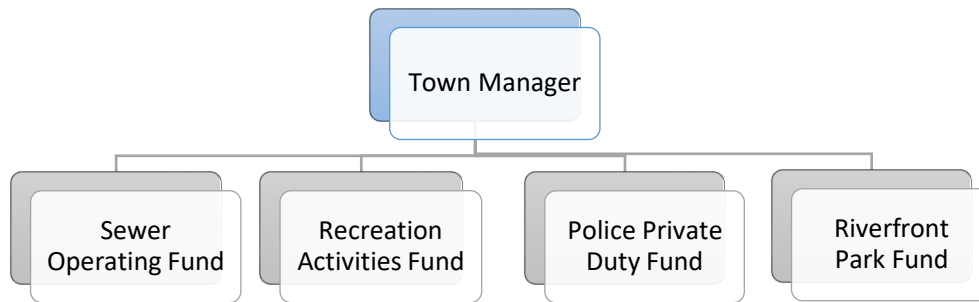 Town Manager
Sewer
Operating Fund
Recreation
Activities Fund
Police Private
Duty Fund
Riverfront
Park Fund